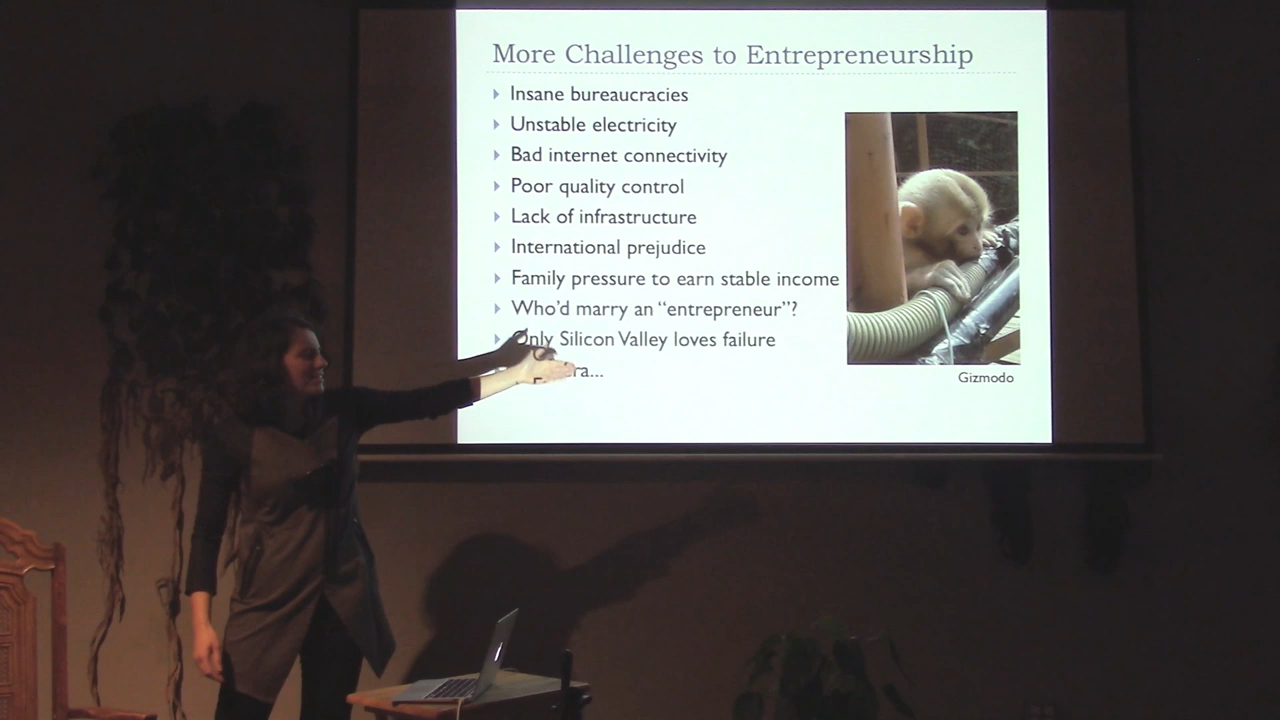 More Challenges to Entrepreneurship
Insane bureaucracies
Unstable electricity
Bad internet connectivity
Poor quality control
Lack of infrastructure
International prejudice
Family pressure to earn stable income
Who'd marry an “entrepreneur”?
Only Silicon Valley loves failure
ra...
Gizmodo